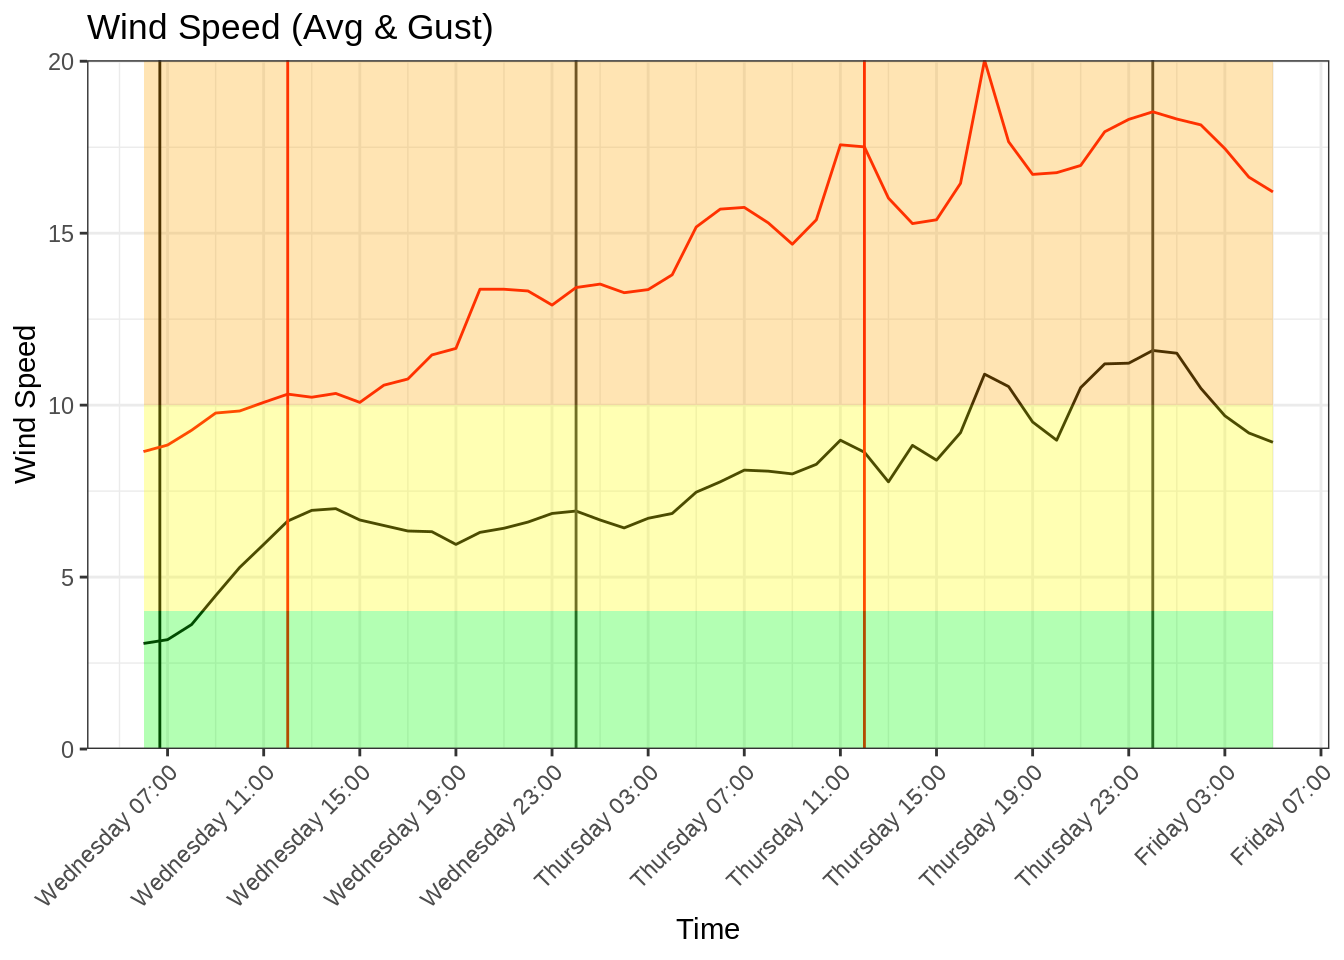 Wind Speed (Avg & Gust)
Wind Speed
20
15
10
5
0
Wednesday 07:00
Wednesday 11:00
Wednesday 15:00
Wednesday 19:00
Wednesday 23:00
Thursday 03:00
Thursday 07:00
Thursday 11:00
Thursday 15:00
Thursday 19:00
Thursday 23:00
Friday 03:00
Friday 07:00
Time